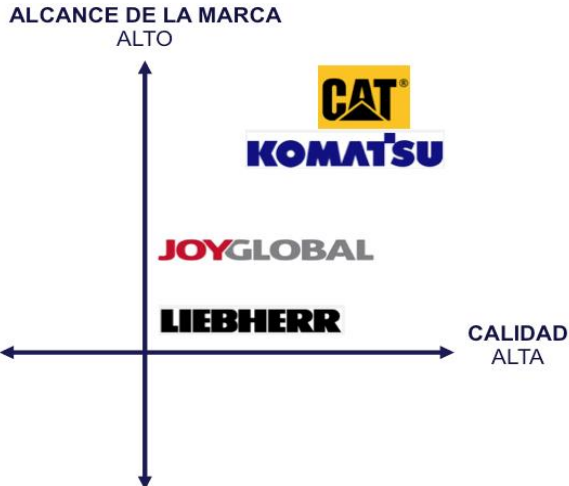 ALCANCE DE LA MARCA
ALTO
CAT®
KOMATSU
JOYGLOBAL
LIEBHERR
CALIDAD
ALTA